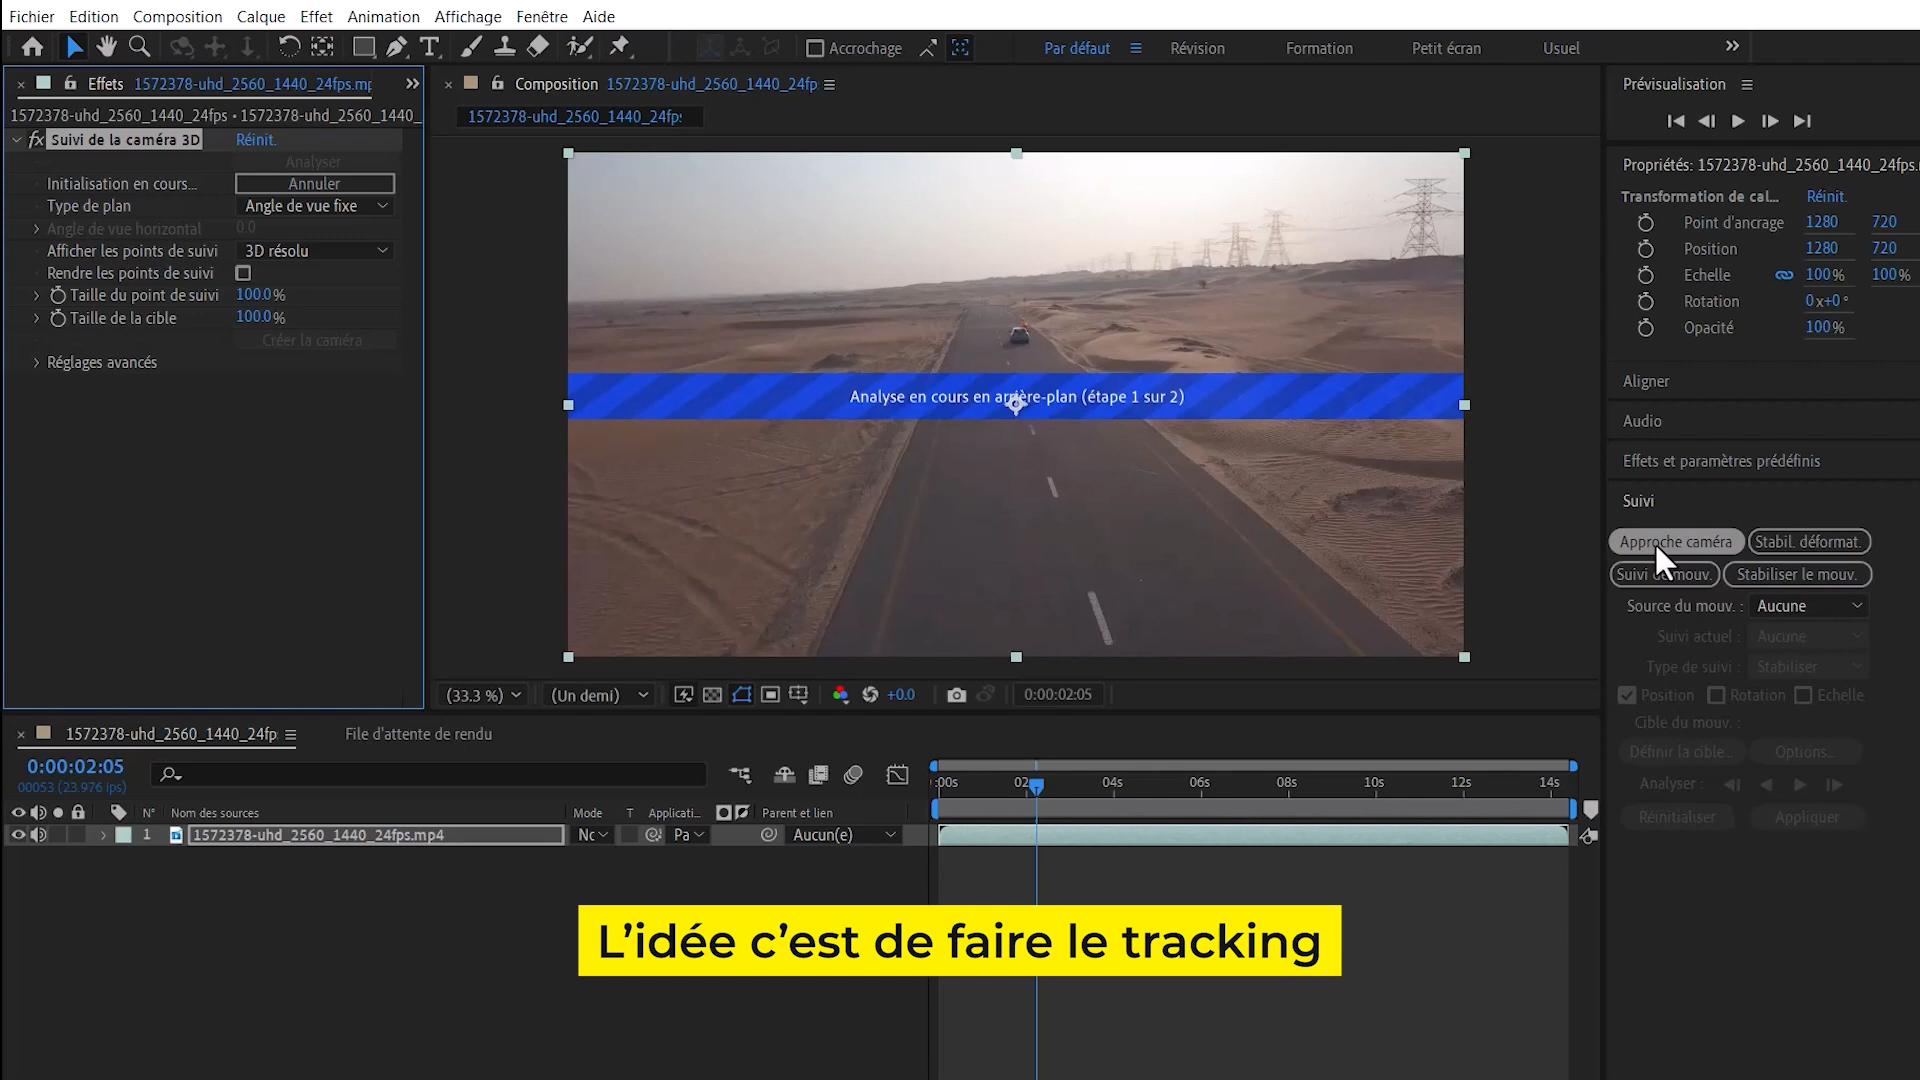 Fichier Edition Composition Calque Effet Animation Affichage Fenêtre Aide
Accrochage Par défaut Révision Formation Petit écran Usuel
Effets 1572378-uhd_2560_1440_24fps.mp
1572378-uhd_2560_1440_24fps • 1572378-uhd_2560_1440_
fx Suivi de la caméra 3D Réinit.
Analyser
Initialisation en cours... Annuler
Type de plan Angle de vue fixe
Angle de vue horizontal 0.0
Afficher les points de suivi 3D résolu
Rendre les points de suivi
Taille du point de suivi 100.0%
Taille de la cible 100.0%
Créer la caméra
Réglages avancés
Composition 1572378-uhd_2560_1440_24fp
1572378-uhd_2560_1440_24fps
Analyse en cours en arrière-plan (étape 1 sur 2)
(33.3 %) (Un demi) +0.0 0:00:02:05
Prévisualisation
Propriétés: 1572378-uhd_2560_1440_24fps.
Transformation de cal... Réinit.
Point d'ancrage 1280 720
Position 1280 720
Echelle 100% 100%
Rotation 0x+0°
Opacité 100%
Aligner
Audio
Effets et paramètres prédéfinis
Suivi
Approche caméra Stabil. déformat.
Suivi de mouv. Stabiliser le mouv.
Source du mouv. : Aucune
Suivi actuel : Aucune
Type de suivi : Stabiliser
Position Rotation Echelle
Cible du mouv. :
Définir la cible... Options...
Analyser :
Réinitialiser Appliquer
1572378-uhd_2560_1440_24fp File d'attente de rendu
0:00:02:05
00053 (23.976 ips)
:00s 02 04s 06s 08s 10s 12s 14s
N° Nom des sources Mode T Applicati... Parent et lien
1 1572378-uhd_2560_1440_24fps.mp4 Nc Pa Aucun(e)
L'idée c'est de faire le tracking